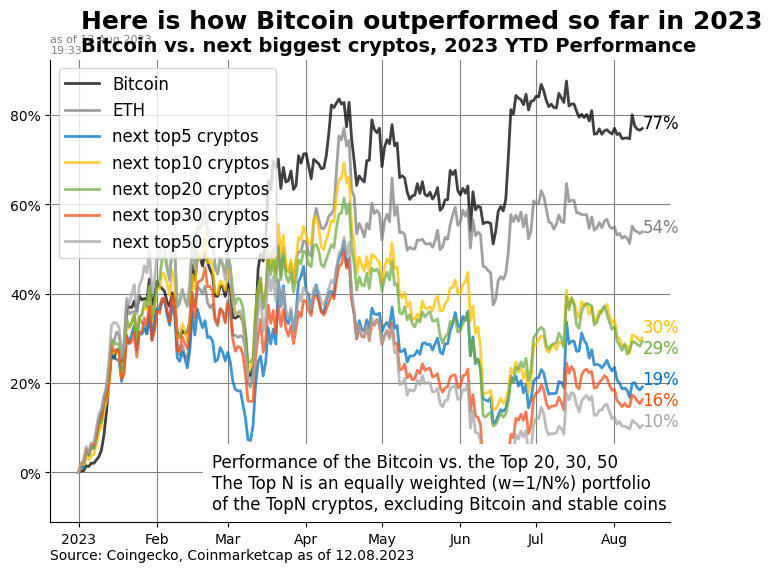 Here is how Bitcoin outperformed so far in 2023
as of 12 Aug 2023
19:33
Bitcoin vs. next biggest cryptos, 2023 YTD Performance
Bitcoin
ETH
next top5 cryptos
next top10 cryptos
next top20 cryptos
next top30 cryptos
next top50 cryptos
80%
60%
40%
20%
0%
77%
54%
30%
29%
19%
16%
10%
Performance of the Bitcoin vs. the Top 20, 30, 50
The Top N is an equally weighted (w=1/N%) portfolio
of the TopN cryptos, excluding Bitcoin and stable coins
2023 Feb Mar Apr May Jun Jul Aug
Source: Coingecko, Coinmarketcap as of 12.08.2023